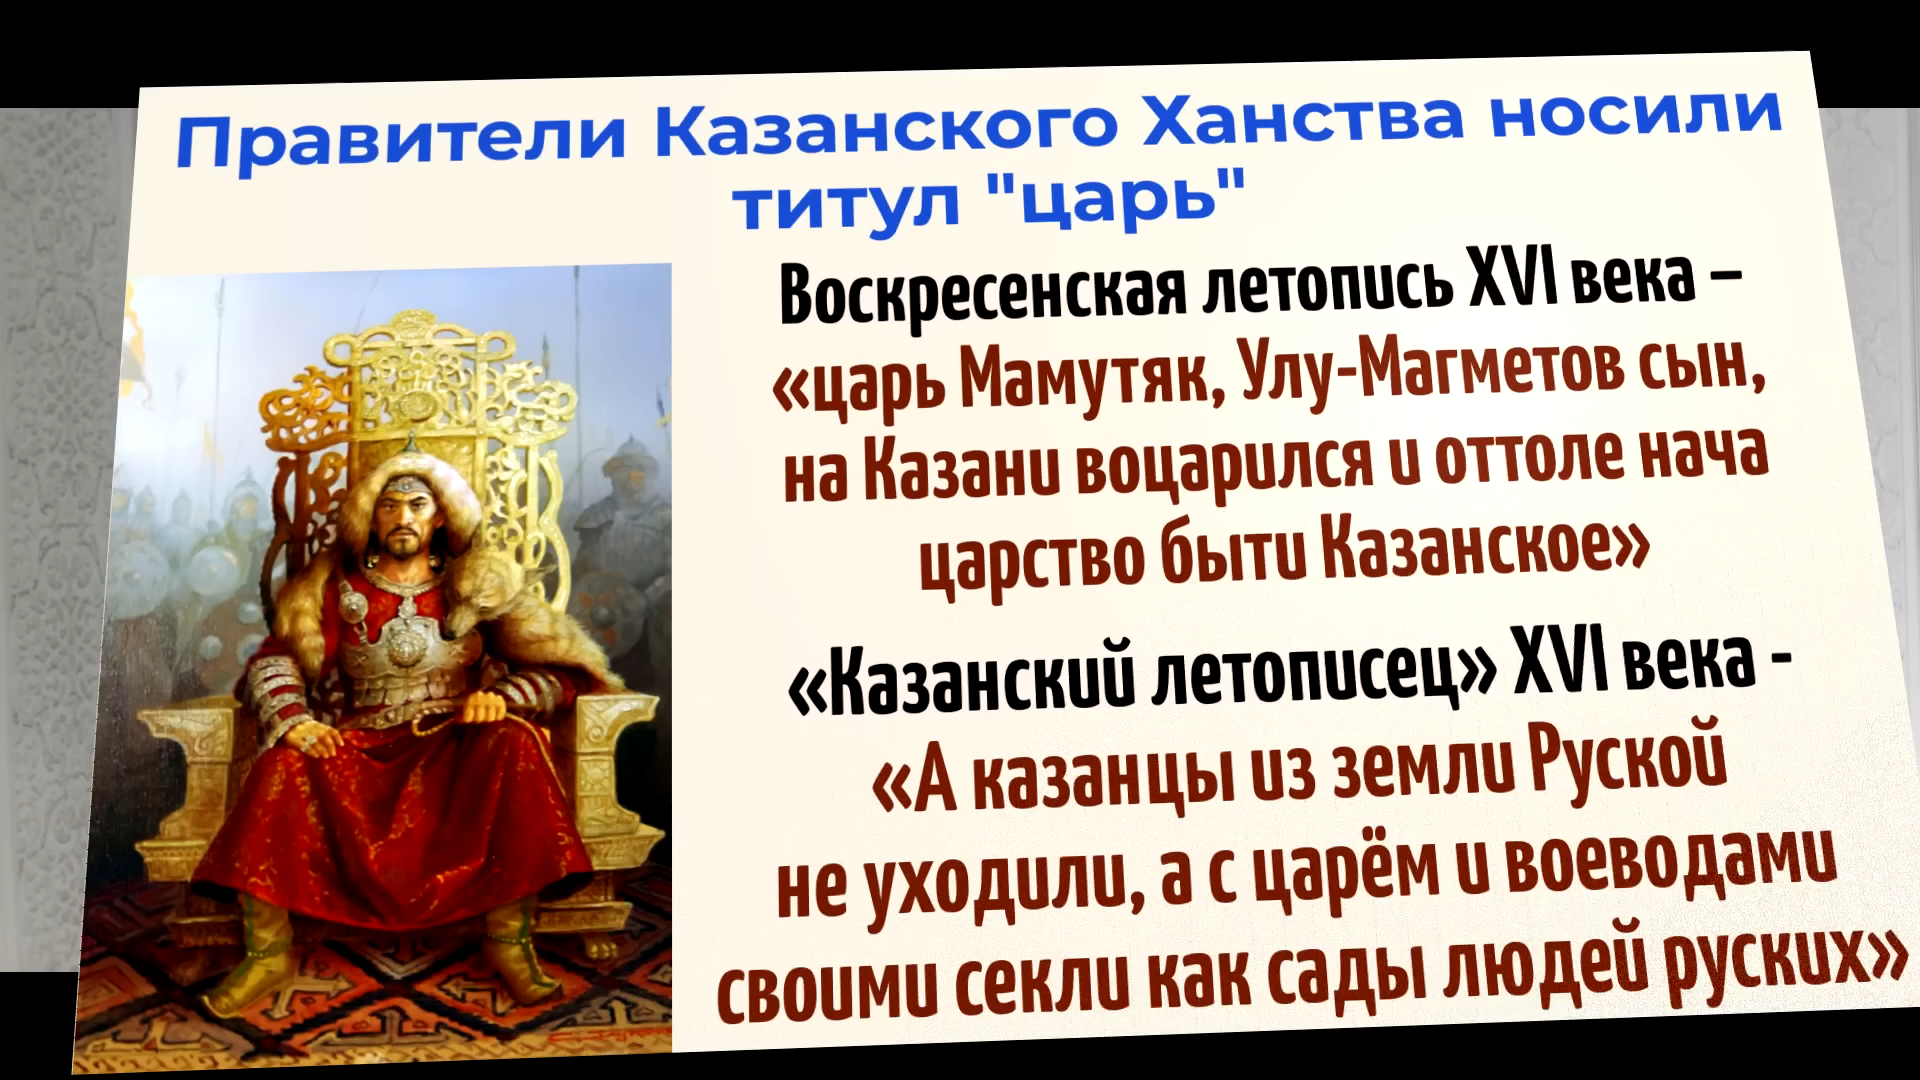 Правители Казанского Ханства носили
титул "царь"
Воскресенская летопись XVI века –
«царь Мамутяк, Улу-Магметов сын,
на Казани воцарился и оттоле нача
царство быти Казанское»
«Казанский летописец» XVI века -
«А казанцы из земли Руской
не уходили, а с царём и воеводами
своими секли как сады людей руских»